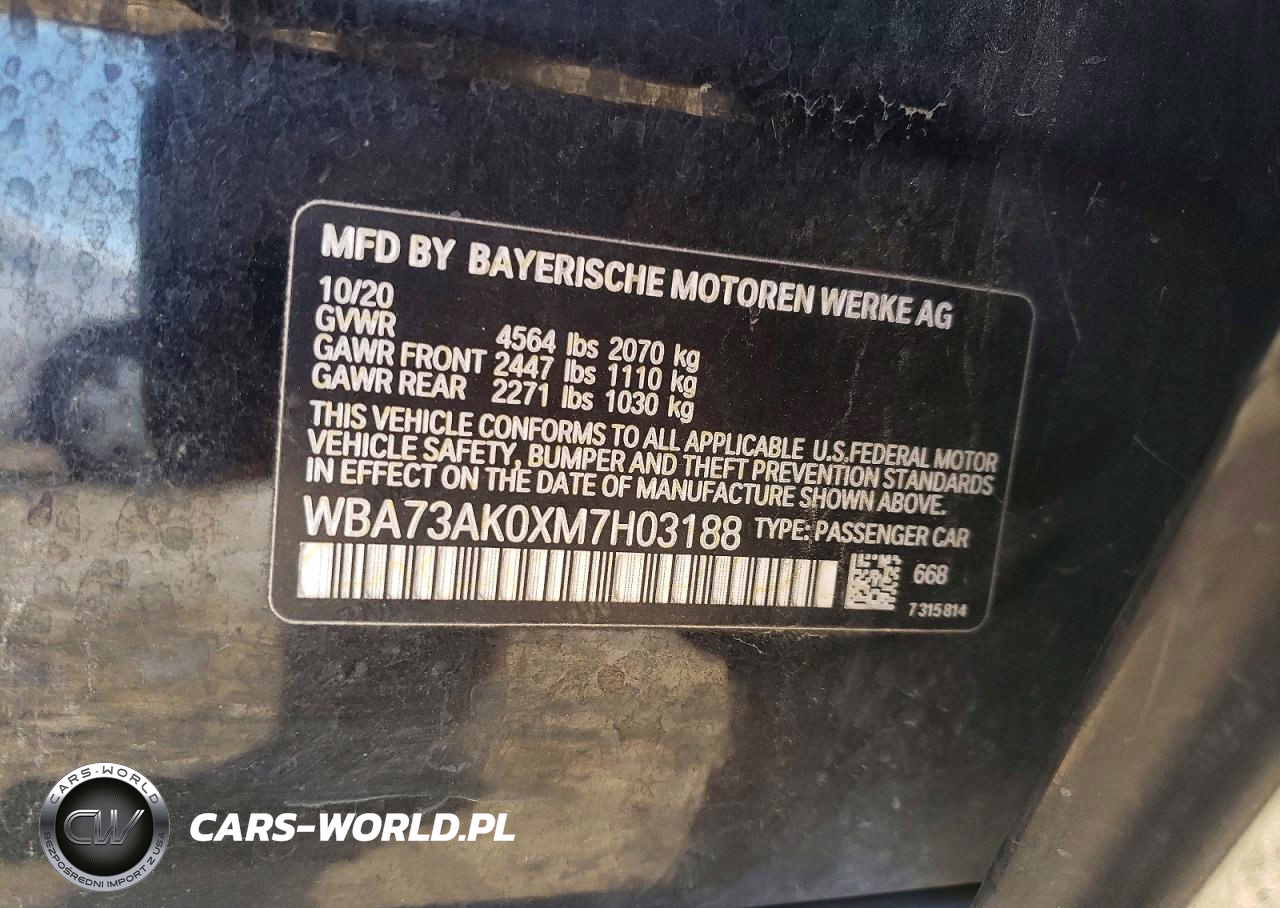 MFD BY BAYERISCHE MOTOREN WERKE AG
10/20
GVWR 4564 lbs 2070 kg
GAWR FRONT 2447 lbs 1110 kg
GAWR REAR 2271 lbs 1030 kg
THIS VEHICLE CONFORMS TO ALL APPLICABLE U.S.FEDERAL MOTOR
VEHICLE SAFETY, BUMPER AND THEFT PREVENTION STANDARDS
IN EFFECT ON THE DATE OF MANUFACTURE SHOWN ABOVE.
WBA73AK0XM7H03188 TYPE: PASSENGER CAR
668
7 315 814
CARS-WORLD
CW
BEZPOŚREDNI IMPORT Z USA
CARS-WORLD.PL